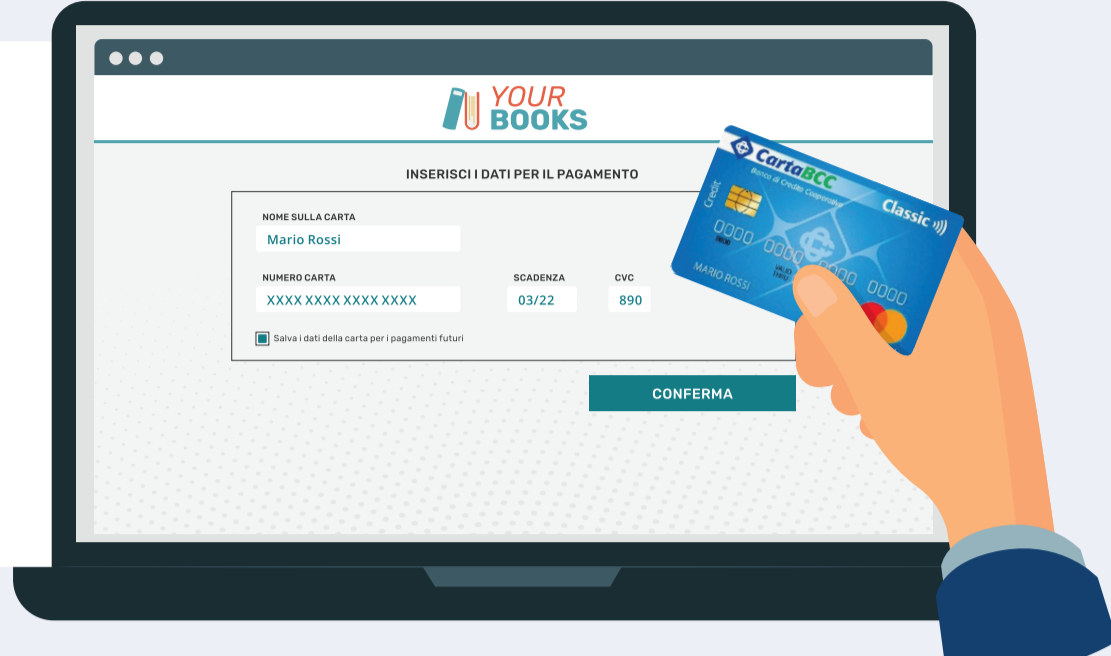 YOUR
BOOKS
INSERISCI I DATI PER IL PAGAMENTO
NOME SULLA CARTA
Mario Rossi
NUMERO CARTA
XXXX XXXX XXXX XXXX
SCADENZA
03/22
CVC
890
Salva i dati della carta per i pagamenti futuri
CONFERMA
CartaBCC
Banca di Credito Cooperativo
Classic
Credit
0000 0000 0000 0000
VALID
THRU
MARIO ROSSI